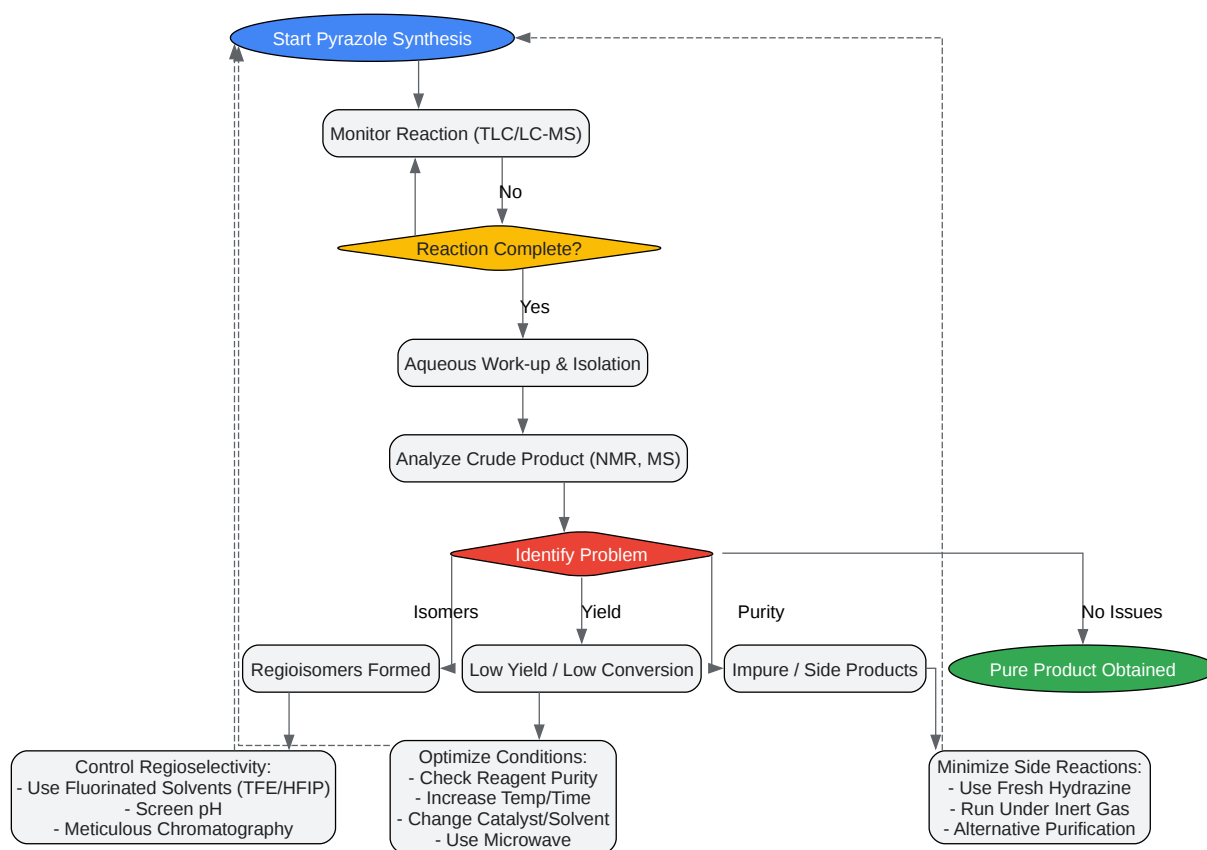 Start Pyrazole Synthesis
Monitor Reaction (TLC/LC-MS)
No
Reaction Complete?
Yes
Aqueous Work-up & Isolation
Analyze Crude Product (NMR, MS)
Identify Problem
Isomers
Yield
Purity
No Issues
Regioisomers Formed
Low Yield / Low Conversion
Impure / Side Products
Pure Product Obtained
Control Regioselectivity:
- Use Fluorinated Solvents (TFE/HFIP)
- Screen pH
- Meticulous Chromatography
Optimize Conditions:
- Check Reagent Purity
- Increase Temp/Time
- Change Catalyst/Solvent
- Use Microwave
Minimize Side Reactions:
- Use Fresh Hydrazine
- Run Under Inert Gas
- Alternative Purification